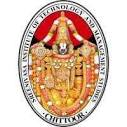 SREENIVASA INSTITUTE OF TECHNOLOGY AND MANAGEMENT STUDIES
CHITTOOR